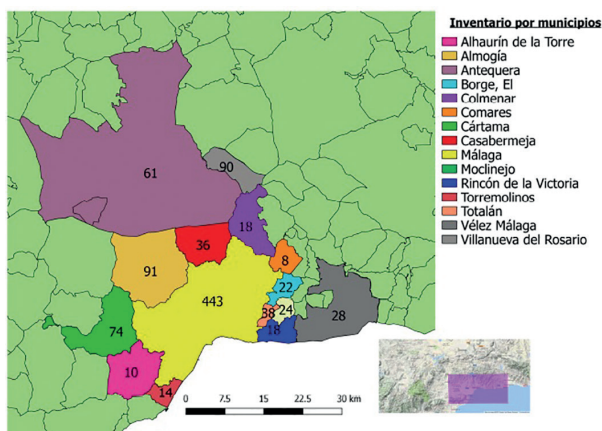 Inventario por municipios
Alhaurín de la Torre
Almogía
Antequera
Borge, El
Colmenar
Comares
Cártama
Casabermeja
Málaga
Moclinejo
Rincón de la Victoria
Torremolinos
Totalán
Vélez Málaga
Villanueva del Rosario
61
90
18
36
8
91
22
443
38
24
18
28
74
10
14
0 7.5 15 22.5 30 km